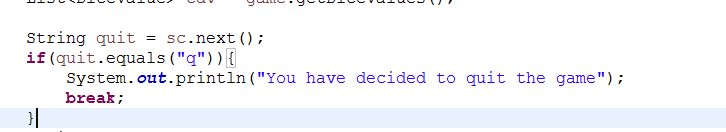 String quit = sc.next();
if(quit.equals("q")){
System.out.println("You have decided to quit the game");
break;
}